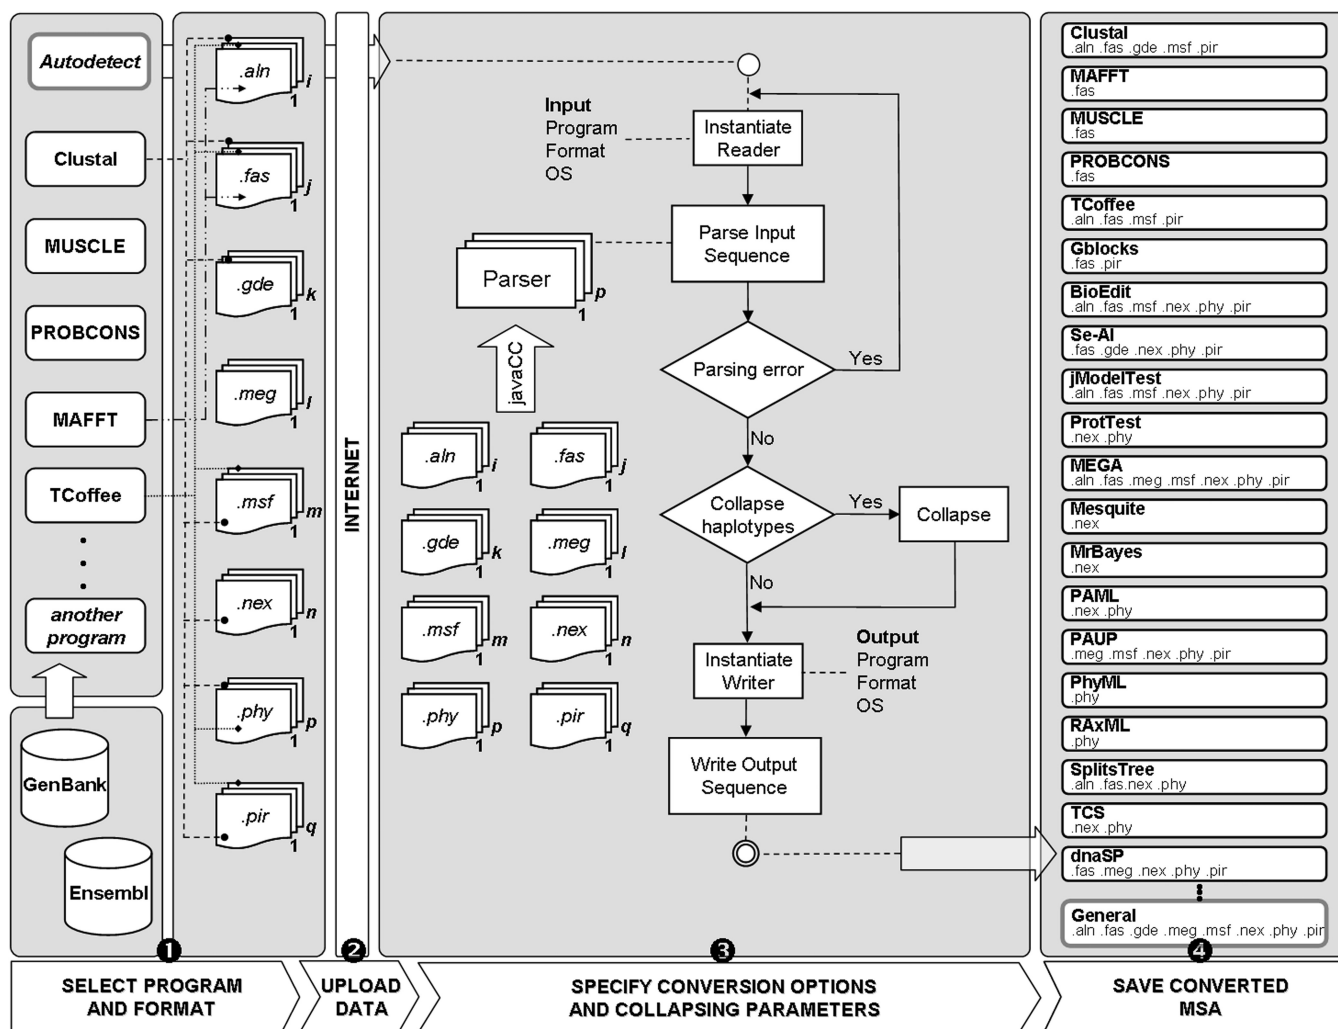 Autodetect
Clustal
MUSCLE
PROBCONS
MAFFT
TCoffee
another
program
GenBank
Ensembl
.aln
i
1
.fas
j
1
.gde
k
1
.meg
l
1
.msf
m
1
.nex
n
1
.phy
p
1
.pir
q
1
INTERNET
Input
Program
Format
OS
Instantiate
Reader
Parse Input
Sequence
Parser
p
1
javaCC
Parsing error
Yes
No
Collapse
haplotypes
Yes
Collapse
No
.aln
i
1
.fas
j
1
.gde
k
1
.meg
l
1
.msf
m
1
.nex
n
1
.phy
p
1
.pir
q
1
Instantiate
Writer
Output
Program
Format
OS
Write Output
Sequence
Clustal
.aln .fas .gde .msf .pir
MAFFT
.fas
MUSCLE
.fas
PROBCONS
.fas
TCoffee
.aln .fas .msf .pir
Gblocks
.fas .pir
BioEdit
.aln .fas .msf .nex .phy .pir
Se-Al
.fas .gde .nex .phy .pir
jModelTest
.aln .fas .msf .nex .phy .pir
ProtTest
.nex .phy
MEGA
.aln .fas .meg .msf .nex .phy .pir
Mesquite
.nex
MrBayes
.nex
PAML
.nex .phy
PAUP
.meg .msf .nex .phy .pir
PhyML
.phy
RAxML
.phy
SplitsTree
.aln .fas.nex .phy
TCS
.nex .phy
dnaSP
.fas .meg .nex .phy .pir
General
.aln .fas .gde .meg .msf .nex .phy .pir
1
2
3
4
SELECT PROGRAM
AND FORMAT
UPLOAD
DATA
SPECIFY CONVERSION OPTIONS
AND COLLAPSING PARAMETERS
SAVE CONVERTED
MSA